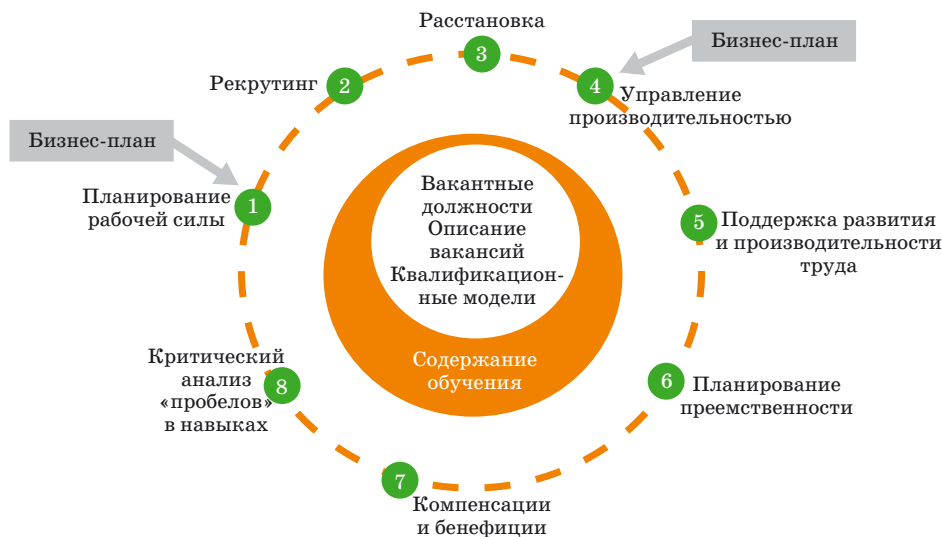 Расстановка
3
Бизнес-план
Рекрутинг
2
4
Управление
производительностью
Бизнес-план
Планирование
рабочей силы
1
Вакантные
должности
Описание
вакансий
Квалификацион-
ные модели
5
Поддержка развития
и производительности
труда
Содержание
обучения
Критический
анализ
«пробелов»
в навыках
8
6
Планирование
преемственности
7
Компенсации
и бенефиции